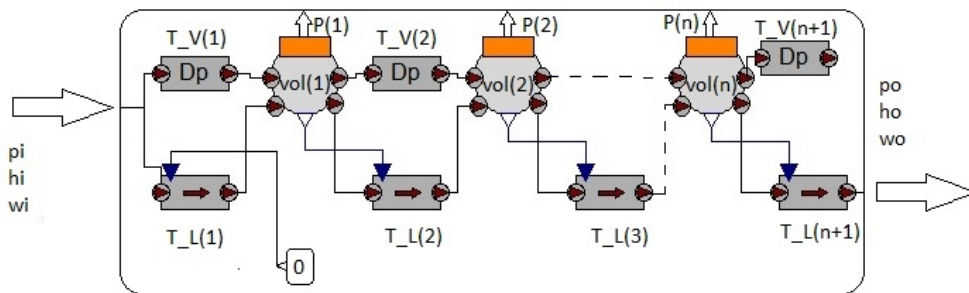 T_V(1)
P(1)
T_V(2)
P(2)
P(n)
T_V(n+1)
Dp
vol(1)
Dp
vol(2)
vol(n)
Dp
pi
hi
wi
po
ho
wo
T_L(1)
T_L(2)
T_L(3)
T_L(n+1)
0